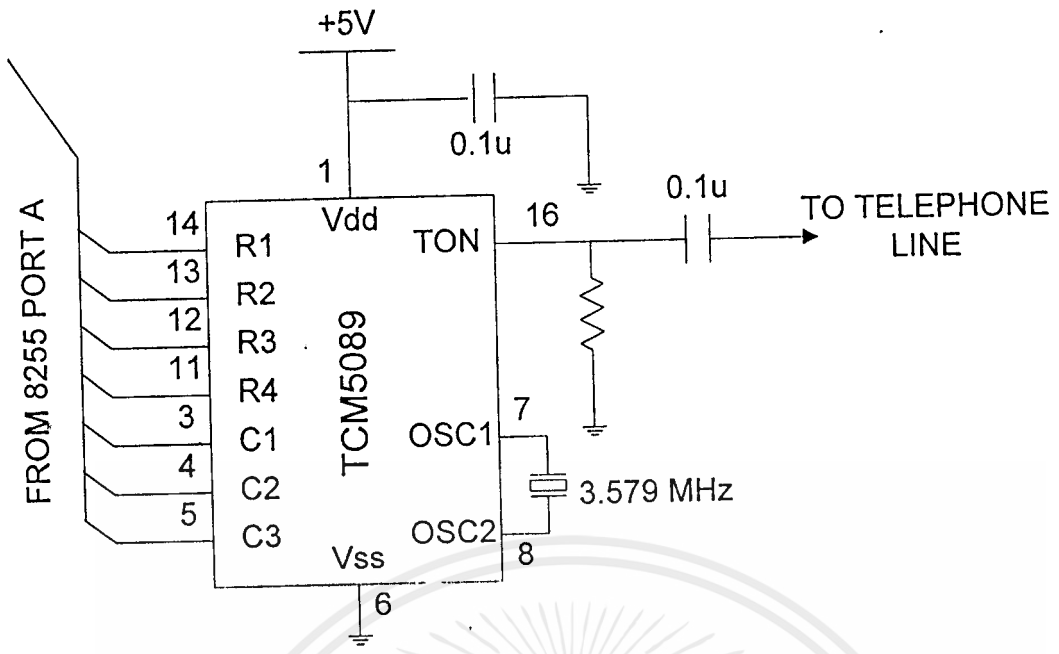 +5V
0.1u
1
Vdd
FROM 8255 PORT A
14
R1
13
R2
12
R3
11
R4
3
C1
4
C2
5
C3
TCM5089
TON
16
0.1u
TO TELEPHONE
LINE
OSC1
7
3.579 MHz
OSC2
8
Vss
6